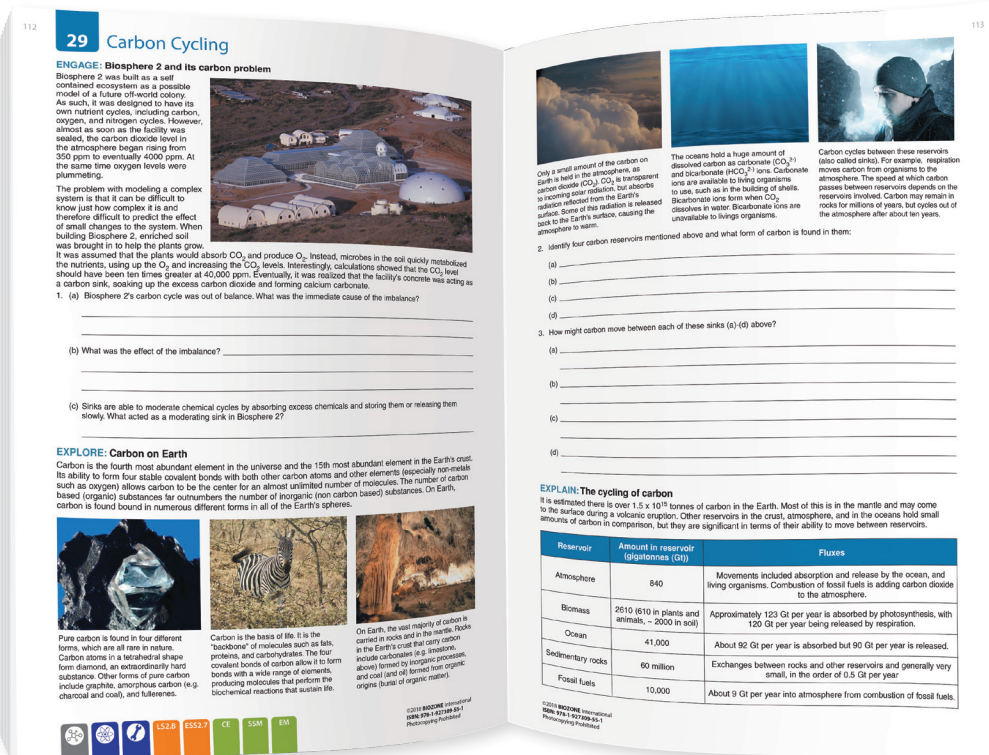 112
29 Carbon Cycling
ENGAGE: Biosphere 2 and its carbon problem
Biosphere 2 was built as a self
contained ecosystem as a possible
model of a future off-world colony.
As such, it was designed to have its
own nutrient cycles, including carbon,
oxygen, and nitrogen cycles. However,
almost as soon as the facility was
sealed, the carbon dioxide level in
the atmosphere began rising from
350 ppm to eventually 4000 ppm. At
the same time oxygen levels were
plummeting.
The problem with modeling a complex
system is that it can be difficult to
know just how complex it is and
therefore difficult to predict the effect
of small changes to the system. When
building Biosphere 2, enriched soil
was brought in to help the plants grow.
It was assumed that the plants would absorb CO2 and produce O2. Instead, microbes in the soil quickly metabolized
the nutrients, using up the O2 and increasing the CO2 levels. Interestingly, calculations showed that the CO2 level
should have been ten times greater at 40,000 ppm. Eventually, it was realized that the facility's concrete was acting as
a carbon sink, soaking up the excess carbon dioxide and forming calcium carbonate.
1. (a) Biosphere 2's carbon cycle was out of balance. What was the immediate cause of the imbalance?
(b) What was the effect of the imbalance?
(c) Sinks are able to moderate chemical cycles by absorbing excess chemicals and storing them or releasing them
slowly. What acted as a moderating sink in Biosphere 2?
EXPLORE: Carbon on Earth
Carbon is the fourth most abundant element in the universe and the 15th most abundant element in the Earth's crust.
Its ability to form four stable covalent bonds with both other carbon atoms and other elements (especially non-metals
such as oxygen) allows carbon to be the center for an almost unlimited number of molecules. The number of carbon
based (organic) substances far outnumbers the number of inorganic (non carbon based) substances. On Earth,
carbon is found bound in numerous different forms in all of the Earth's spheres.
Pure carbon is found in four different
forms, which are all rare in nature.
Carbon atoms in a tetrahedral shape
form diamond, an extraordinarily hard
substance. Other forms of pure carbon
include graphite, amorphous carbon (e.g.
charcoal and coal), and fullerenes.
Carbon is the basis of life. It is the
"backbone" of molecules such as fats,
proteins, and carbohydrates. The four
covalent bonds of carbon allow it to form
bonds with a wide range of elements,
producing molecules that perform the
biochemical reactions that sustain life.
On Earth, the vast majority of carbon is
carried in rocks and in the mantle. Rocks
in the Earth's crust that carry carbon
include carbonates (e.g. limestone,
above) formed by inorganic processes,
and coal (and oil) formed from organic
origins (burial of organic matter).
LS2.B ESS2.7 CE SSM EM
©2018 BIOZONE International
ISBN: 978-1-927309-55-1
Photocopying Prohibited
113
Only a small amount of the carbon on
Earth is held in the atmosphere, as
carbon dioxide (CO2). CO2 is transparent
to incoming solar radiation, but absorbs
radiation reflected from the Earth's
surface. Some of this radiation is released
back to the Earth's surface, causing the
atmosphere to warm.
The oceans hold a huge amount of
dissolved carbon as carbonate (CO3 2-)
and bicarbonate (HCO2 2-) ions. Carbonate
ions are available to living organisms
to use, such as in the building of shells.
Bicarbonate ions form when CO2
dissolves in water. Bicarbonate ions are
unavailable to livings organisms.
Carbon cycles between these reservoirs
(also called sinks). For example, respiration
moves carbon from organisms to the
atmosphere. The speed at which carbon
passes between reservoirs depends on the
reservoirs involved. Carbon may remain in
rocks for millions of years, but cycles out of
the atmosphere after about ten years.
2. Identify four carbon reservoirs mentioned above and what form of carbon is found in them:
(a)
(b)
(c)
(d)
3. How might carbon move between each of these sinks (a)-(d) above?
(a)
(b)
(c)
(d)
EXPLAIN: The cycling of carbon
It is estimated there is over 1.5 x 10^15 tonnes of carbon in the Earth. Most of this is in the mantle and may come
to the surface during a volcanic eruption. Other reservoirs in the crust, atmosphere, and in the oceans hold small
amounts of carbon in comparison, but they are significant in terms of their ability to move between reservoirs.
Reservoir Amount in reservoir Fluxes
(gigatonnes (Gt))
Atmosphere 840 Movements included absorption and release by the ocean, and
living organisms. Combustion of fossil fuels is adding carbon dioxide
to the atmosphere.
Biomass 2610 (610 in plants and Approximately 123 Gt per year is absorbed by photosynthesis, with
animals, ~ 2000 in soil) 120 Gt per year being released by respiration.
Ocean 41,000 About 92 Gt per year is absorbed but 90 Gt per year is released.
Sedimentary rocks 60 million Exchanges between rocks and other reservoirs and generally very
small, in the order of 0.5 Gt per year
Fossil fuels 10,000 About 9 Gt per year into atmosphere from combustion of fossil fuels.
©2018 BIOZONE International
ISBN: 978-1-927309-55-1
Photocopying Prohibited